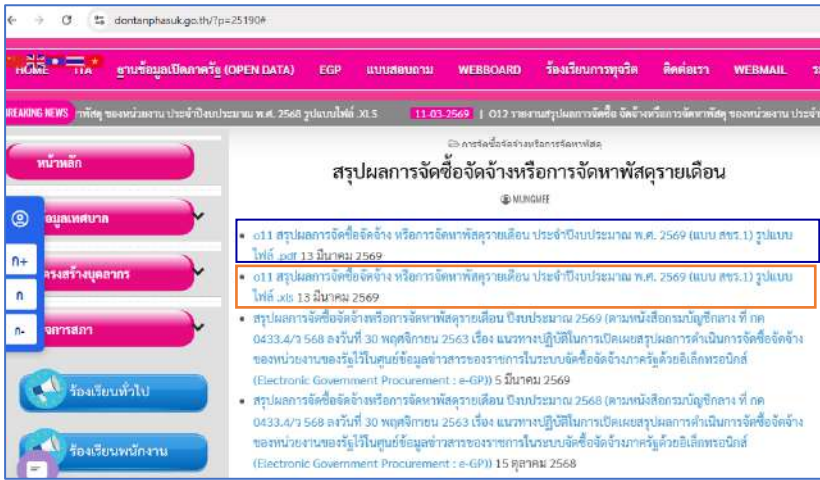 dontanphasuk.go.th/?p=25190#
HOME ITA ฐานข้อมูลเปิดภาครัฐ (OPEN DATA) EGP แบบสอบถาม WEBBOARD ร้องเรียนการทุจริต ติดต่อเรา WEBMAIL
BREAKING NEWS พัสดุ ของหน่วยงาน ประจำปีงบประมาณ พ.ศ. 2568 รูปแบบไฟล์ .XLS 11-03-2569 | O12 รายงานสรุปผลการจัดซื้อ จัดจ้างหรือการจัดหาพัสดุ ของหน่วยงาน
การจัดซื้อจัดจ้างหรือการจัดหาพัสดุ
หน้าหลัก
สรุปผลการจัดซื้อจัดจ้างหรือการจัดหาพัสดุรายเดือน
MUNGMEE
o11 สรุปผลการจัดซื้อจัดจ้าง หรือการจัดหาพัสดุรายเดือน ประจำปีงบประมาณ พ.ศ. 2569 (แบบ สขร.1) รูปแบบ
ไฟล์ .pdf 13 มีนาคม 2569
o11 สรุปผลการจัดซื้อจัดจ้าง หรือการจัดหาพัสดุรายเดือน ประจำปีงบประมาณ พ.ศ. 2569 (แบบ สขร.1) รูปแบบ
ไฟล์ .xls 13 มีนาคม 2569
สรุปผลการจัดซื้อจัดจ้างหรือการจัดหาพัสดุรายเดือน ปีงบประมาณ 2569 (ตามหนังสือกรมบัญชีกลาง ที่ กค
0433.4/ว 568 ลงวันที่ 30 พฤศจิกายน 2563 เรื่อง แนวทางปฏิบัติในการเปิดเผยสรุปผลการดำเนินการจัดซื้อจัดจ้าง
ของหน่วยงานของรัฐไว้ในศูนย์ข้อมูลข่าวสารของราชการในระบบจัดซื้อจัดจ้างภาครัฐด้วยอิเล็กทรอนิกส์
(Electronic Government Procurement : e-GP)) 5 มีนาคม 2569
สรุปผลการจัดซื้อจัดจ้างหรือการจัดหาพัสดุรายเดือน ปีงบประมาณ 2568 (ตามหนังสือกรมบัญชีกลาง ที่ กค
0433.4/ว 568 ลงวันที่ 30 พฤศจิกายน 2563 เรื่อง แนวทางปฏิบัติในการเปิดเผยสรุปผลการดำเนินการจัดซื้อจัดจ้าง
ของหน่วยงานของรัฐไว้ในศูนย์ข้อมูลข่าวสารของราชการในระบบจัดซื้อจัดจ้างภาครัฐด้วยอิเล็กทรอนิกส์
(Electronic Government Procurement : e-GP)) 15 ตุลาคม 2568
ข้อมูลเทศบาล
ก+
ครงสร้างบุคลากร
ก
ก-
จการสภา
ร้องเรียนทั่วไป
ร้องเรียนพนักงาน